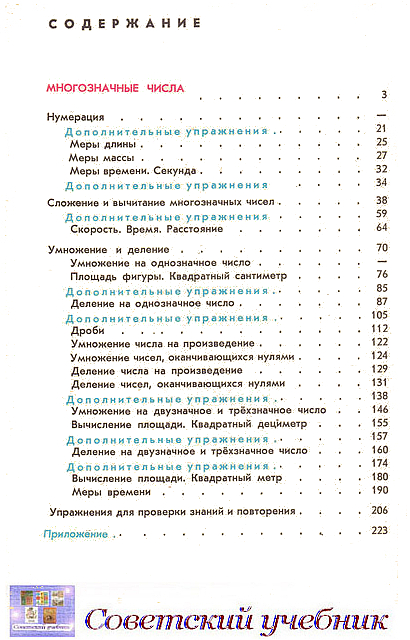 СОДЕРЖАНИЕ
МНОГОЗНАЧНЫЕ ЧИСЛА . . . . . . . . . . . 3
Нумерация . . . . . . . . . . . . . —
Дополнительные упражнения . . . . . . 21
Меры длины . . . . . . . . . . . . 25
Меры массы . . . . . . . . . . . . 27
Меры времени. Секунда . . . . . . . . . 32
Дополнительные упражнения . . . . . 34
Сложение и вычитание многозначных чисел . . . . . 38
Дополнительные упражнения . . . . . . 59
Скорость. Время. Расстояние . . . . . . . 64
Умножение и деление . . . . . . . . . . 70
Умножение на однозначное число . . . . . . —
Площадь фигуры. Квадратный сантиметр . . . . . 76
Дополнительные упражнения . . . . . . 85
Деление на однозначное число . . . . . . . 87
Дополнительные упражнения . . . . . . 105
Дроби . . . . . . . . . . . . . 112
Умножение числа на произведение . . . . . . 122
Умножение чисел, оканчивающихся нулями . . . . . 124
Деление числа на произведение . . . . . . 129
Деление чисел, оканчивающихся нулями . . . . . 131
Дополнительные упражнения . . . . . . 138
Умножение на двузначное и трёхзначное число . . . 146
Вычисление площади. Квадратный дециметр . . . . 155
Дополнительные упражнения . . . . . . 157
Деление на двузначное и трёхзначное число . . . . 160
Дополнительные упражнения . . . . . . 174
Вычисление площади. Квадратный метр . . . . . 180
Меры времени . . . . . . . . . . . 190
Упражнения для проверки знаний и повторения . . . . 206
Приложение . . . . . . . . . . . . . 223
Советский учебник
Советский учебник